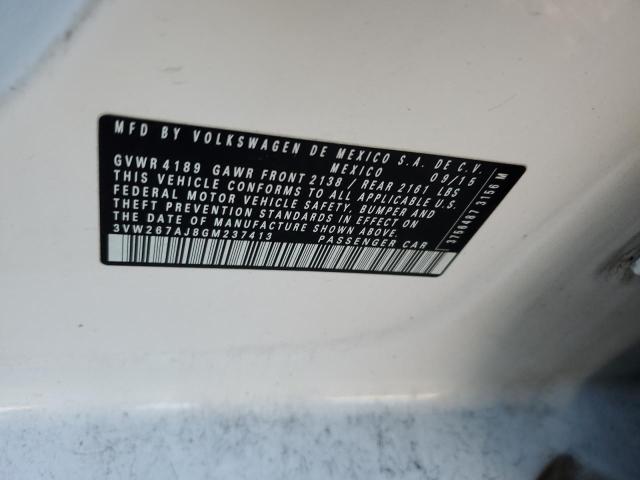 MFD BY VOLKSWAGEN DE MEXICO S.A. DE C.V.
MEXICO 09/15
GVWR 4189 GAWR FRONT 2138 / REAR 2161 LBS
THIS VEHICLE CONFORMS TO ALL APPLICABLE U.S.
FEDERAL MOTOR VEHICLE SAFETY, BUMPER AND
THEFT PREVENTION STANDARDS IN EFFECT ON
THE DATE OF MANUFACTURE SHOWN ABOVE.
3VW267AJ8GM237413 PASSENGER CAR
3156 M